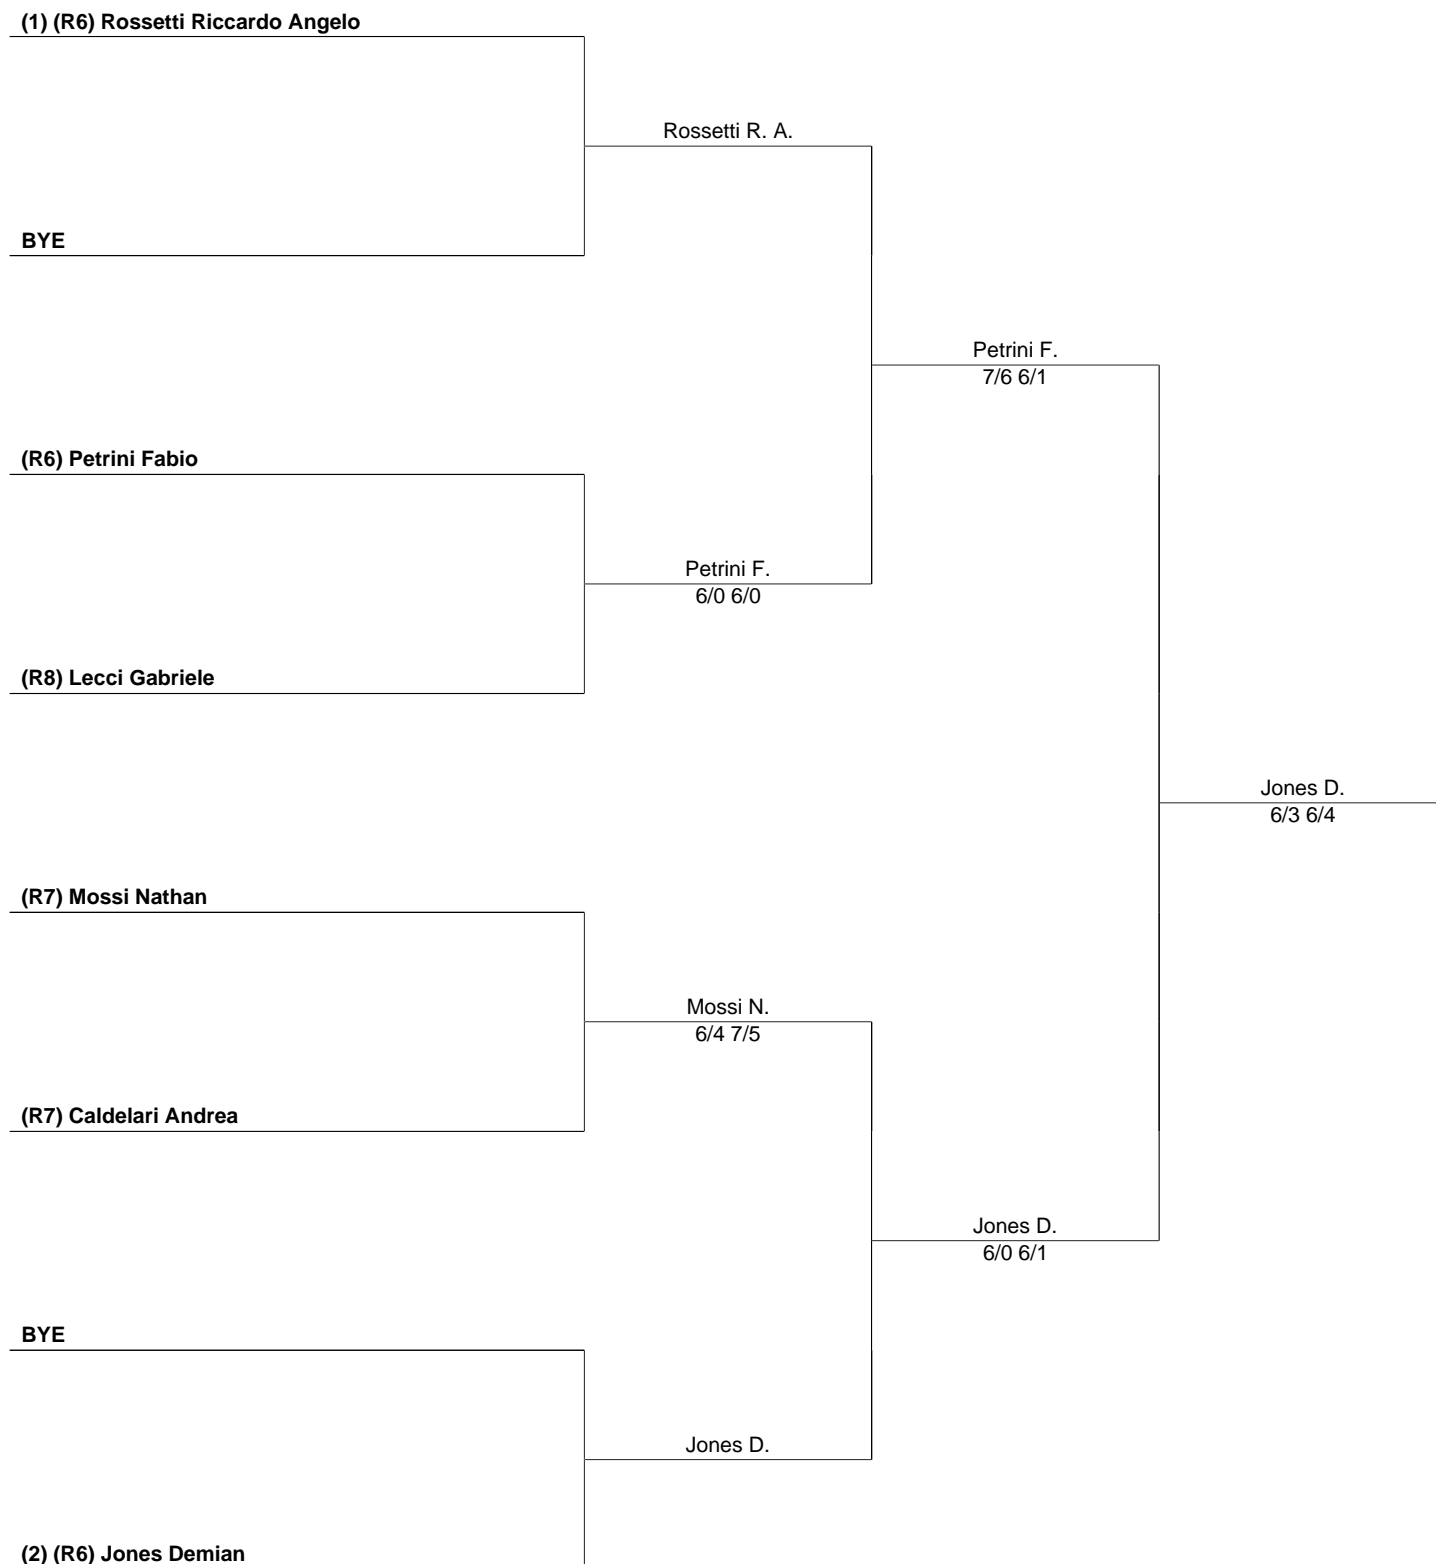 (1) (R6) Rossetti Riccardo Angelo
Rossetti R. A.
BYE
Petrini F.
7/6 6/1
(R6) Petrini Fabio
Petrini F.
6/0 6/0
(R8) Lecci Gabriele
Jones D.
6/3 6/4
(R7) Mossi Nathan
Mossi N.
6/4 7/5
(R7) Caldelari Andrea
Jones D.
6/0 6/1
BYE
Jones D.
(2) (R6) Jones Demian